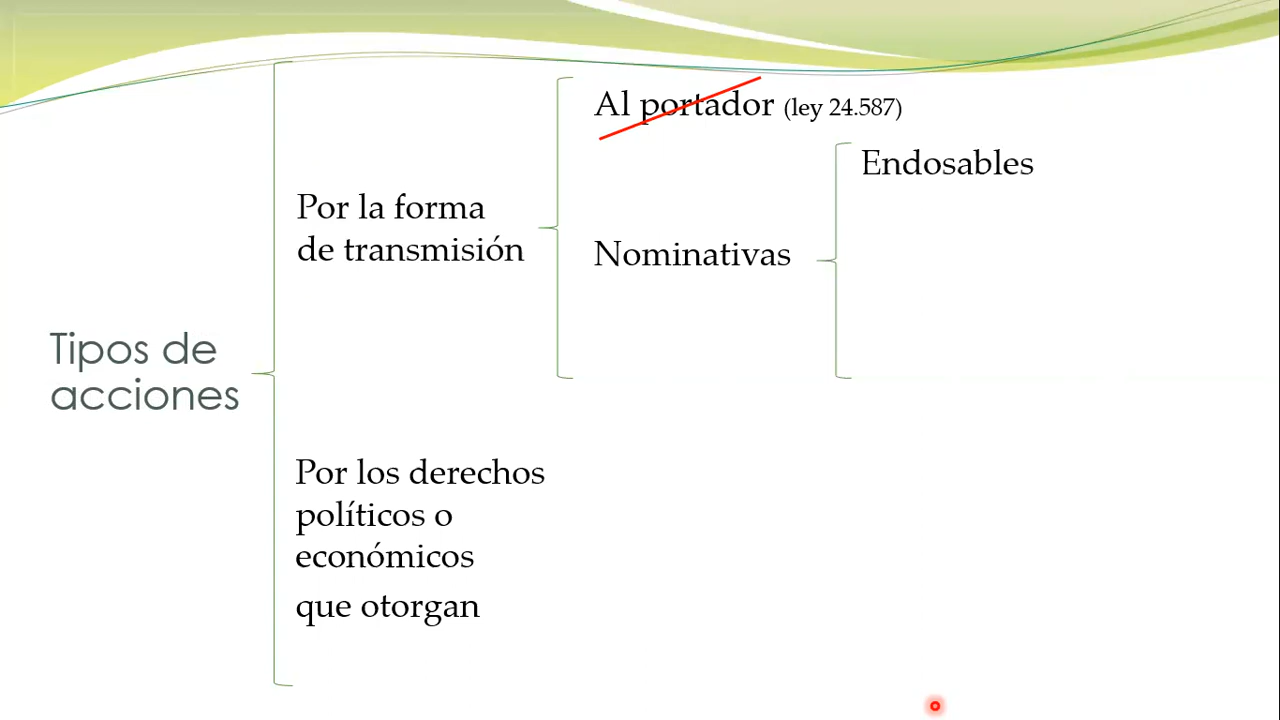 Tipos de
acciones
Por la forma
de transmisión
Al portador (ley 24.587)
Nominativas
Endosables
Por los derechos
políticos o
económicos
que otorgan